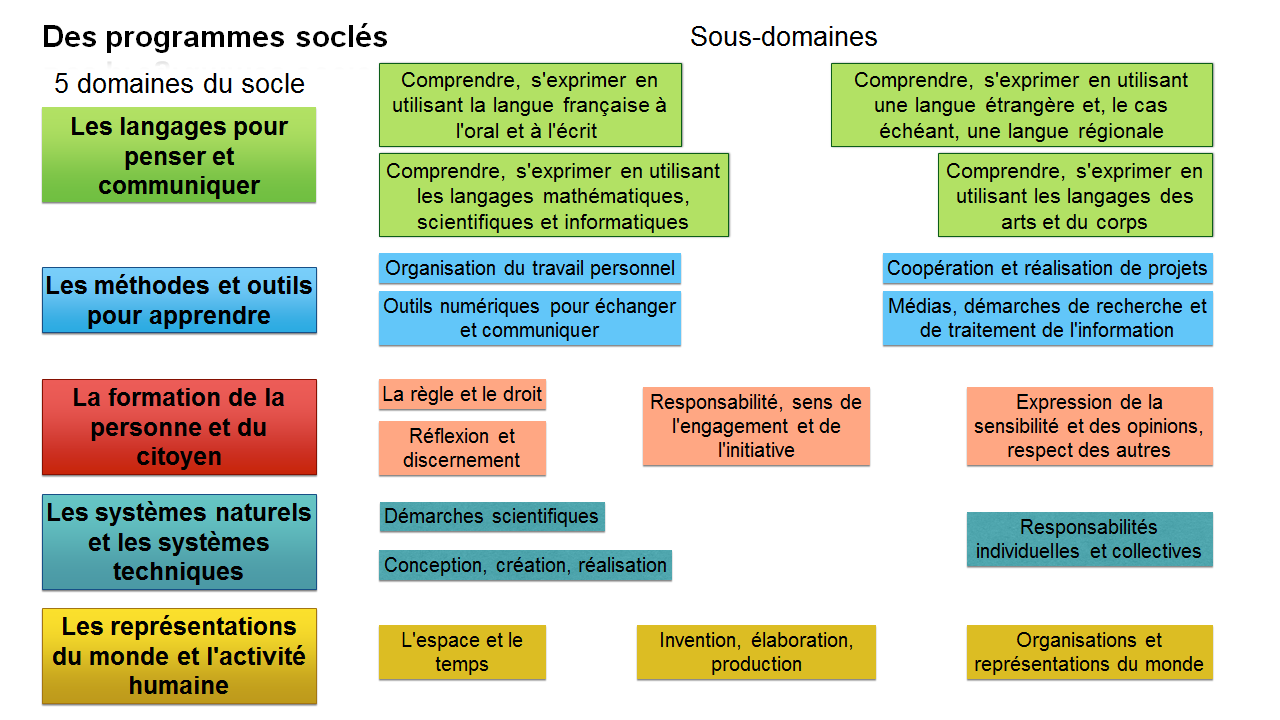 Des programmes soclés
Sous-domaines
5 domaines du socle
Les langages pour
penser et
communiquer
Comprendre, s'exprimer en
utilisant la langue française à
l'oral et à l'écrit
Comprendre, s'exprimer en utilisant
une langue étrangère et, le cas
échéant, une langue régionale
Comprendre, s'exprimer en utilisant
les langages mathématiques,
scientifiques et informatiques
Comprendre, s'exprimer en
utilisant les langages des
arts et du corps
Les méthodes et outils
pour apprendre
Organisation du travail personnel
Coopération et réalisation de projets
Outils numériques pour échanger
et communiquer
Médias, démarches de recherche et
de traitement de l'information
La formation de la
personne et du
citoyen
La règle et le droit
Réflexion et
discernement
Responsabilité, sens de
l'engagement et de
l'initiative
Expression de la
sensibilité et des opinions,
respect des autres
Les systèmes naturels
et les systèmes
techniques
Démarches scientifiques
Conception, création, réalisation
Responsabilités
individuelles et collectives
Les représentations
du monde et l'activité
humaine
L'espace et le
temps
Invention, élaboration,
production
Organisations et
représentations du monde